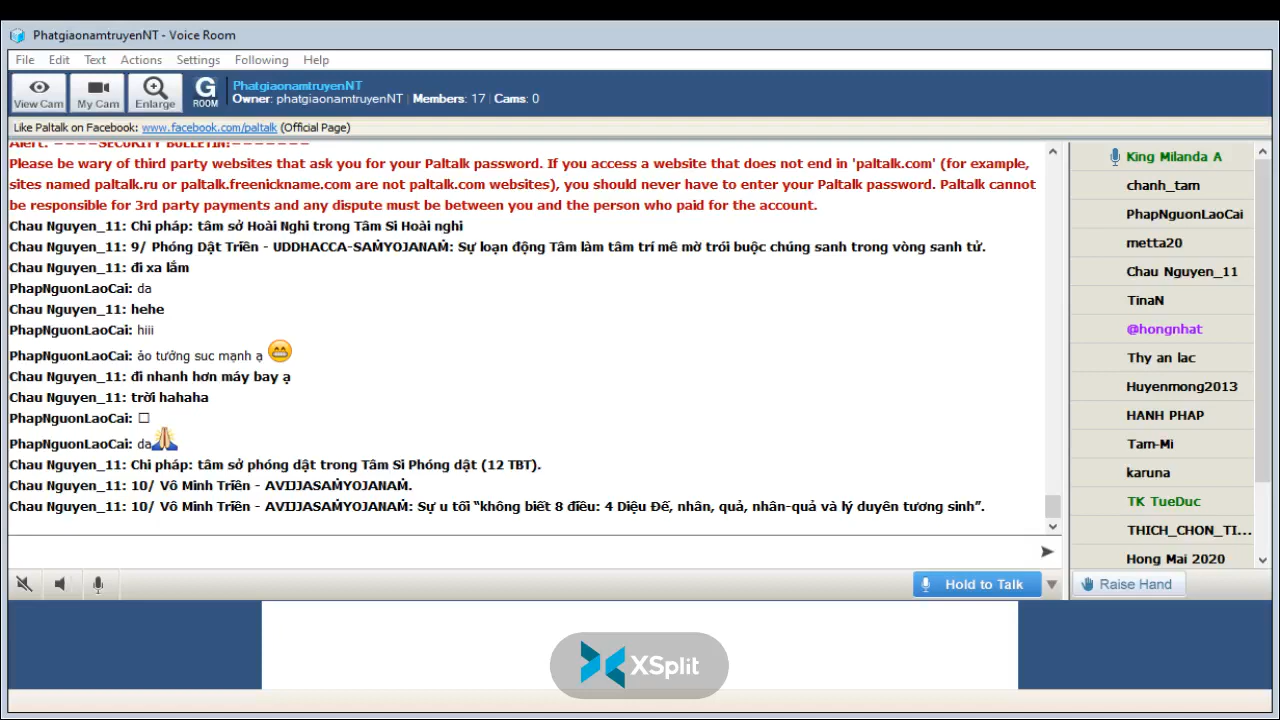 PhatgiaonamtruyenNT - Voice Room
File Edit Text Actions Settings Following Help
View Cam My Cam Enlarge G ROOM
PhatgiaonamtruyenNT
Owner: phatgiaonamtruyenNT Members: 17 Cams: 0
Like Paltalk on Facebook: www.facebook.com/paltalk (Official Page)
Alert: ----SECURITY BULLETIN!-------
Please be wary of third party websites that ask you for your Paltalk password. If you access a website that does not end in 'paltalk.com' (for example,
sites named paltalk.ru or paltalk.freenickname.com are not paltalk.com websites), you should never have to enter your Paltalk password. Paltalk cannot
be responsible for 3rd party payments and any dispute must be between you and the person who paid for the account.
Chau Nguyen_11: Chi pháp: tâm sở Hoài Nghi trong Tâm Si Hoài nghi
Chau Nguyen_11: 9/ Phóng Dật Triền - UDDHACCA-SAṀYOJANAṀ: Sự loạn động Tâm làm tâm trí mê mờ trói buộc chúng sanh trong vòng sanh tử.
Chau Nguyen_11: đi xa lắm
PhapNguonLaoCai: da
Chau Nguyen_11: hehe
PhapNguonLaoCai: hiii
PhapNguonLaoCai: ảo tưởng suc mạnh ạ
Chau Nguyen_11: đi nhanh hơn máy bay ạ
Chau Nguyen_11: trời hahaha
PhapNguonLaoCai: □
PhapNguonLaoCai: da
Chau Nguyen_11: Chi pháp: tâm sở phóng dật trong Tâm Si Phóng dật (12 TBT).
Chau Nguyen_11: 10/ Vô Minh Triền - AVIJJASAṀYOJANAṀ.
Chau Nguyen_11: 10/ Vô Minh Triền - AVIJJASAṀYOJANAṀ: Sự u tối “không biết 8 điều: 4 Diệu Đế, nhân, quả, nhân-quả và lý duyên tương sinh”.
King Milanda A
chanh_tam
PhapNguonLaoCai
metta20
Chau Nguyen_11
TinaN
@hongnhat
Thy an lac
Huyenmong2013
HANH PHAP
Tam-Mi
karuna
TK TueDuc
THICH_CHON_TI...
Hong Mai 2020
Hold to Talk
Raise Hand
XSplit